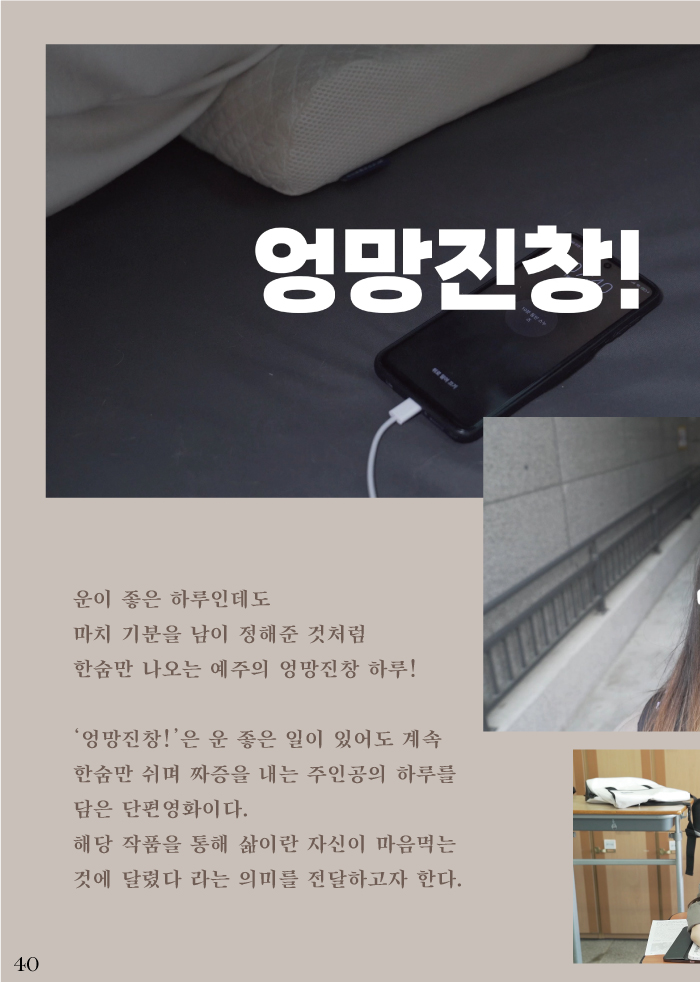 엉망진창!
운이 좋은 하루인데도
마치 기분을 남이 정해준 것처럼
한숨만 나오는 예주의 엉망진창 하루!
‘엉망진창!’은 운 좋은 일이 있어도 계속
한숨만 쉬며 짜증을 내는 주인공의 하루를
담은 단편영화이다.
해당 작품을 통해 삶이란 자신이 마음먹는
것에 달렸다 라는 의미를 전달하고자 한다.
40